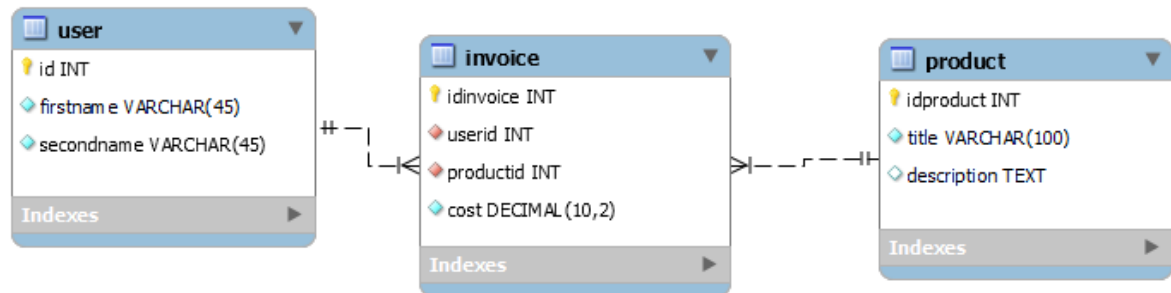 user
id INT
firstname VARCHAR(45)
secondname VARCHAR(45)
Indexes
invoice
idinvoice INT
userid INT
productid INT
cost DECIMAL(10,2)
Indexes
product
idproduct INT
title VARCHAR(100)
description TEXT
Indexes